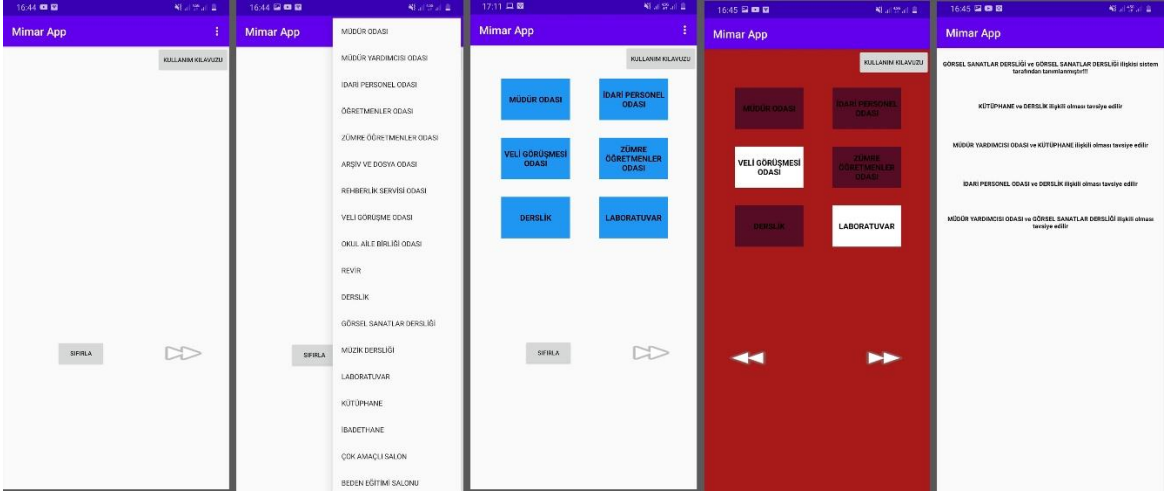 16:44
Mimar App
KULLANIM KILAVUZU
SIFIRLA
16:44
Mimar App
MÜDÜR ODASI
MÜDÜR YARDIMCISI ODASI
İDARİ PERSONEL ODASI
ÖĞRETMENLER ODASI
ZÜMRE ÖĞRETMENLER ODASI
ARŞİV VE DOSYA ODASI
REHBERLİK SERVİSİ ODASI
VELİ GÖRÜŞME ODASI
OKUL AİLE BİRLİĞİ ODASI
REVİR
DERSLİK
GÖRSEL SANATLAR DERSLİĞİ
MÜZİK DERSLİĞİ
LABORATUVAR
KÜTÜPHANE
İBADETHANE
ÇOK AMAÇLI SALON
BEDEN EĞİTİMİ SALONU
SIFIRLA
17:11
Mimar App
KULLANIM KILAVUZU
MÜDÜR ODASI
İDARİ PERSONEL
ODASI
VELİ GÖRÜŞMESİ
ODASI
ZÜMRE
ÖĞRETMENLER
ODASI
DERSLİK
LABORATUVAR
SIFIRLA
16:45
Mimar App
KULLANIM KILAVUZU
MÜDÜR ODASI
İDARİ PERSONEL
ODASI
VELİ GÖRÜŞMESİ
ODASI
ZÜMRE
ÖĞRETMENLER
ODASI
DERSLİK
LABORATUVAR
16:45
Mimar App
GÖRSEL SANATLAR DERSLİĞİ ve GÖRSEL SANATLAR DERSLİĞİ ilişkisi sistem
tarafından tanımlanmıştır!!!
KÜTÜPHANE ve DERSLİK ilişkili olması tavsiye edilir
MÜDÜR YARDIMCISI ODASI ve KÜTÜPHANE ilişkili olması tavsiye edilir
İDARİ PERSONEL ODASI ve DERSLİK ilişkili olması tavsiye edilir
MÜDÜR YARDIMCISI ODASI ve GÖRSEL SANATLAR DERSLİĞİ ilişkili olması
tavsiye edilir